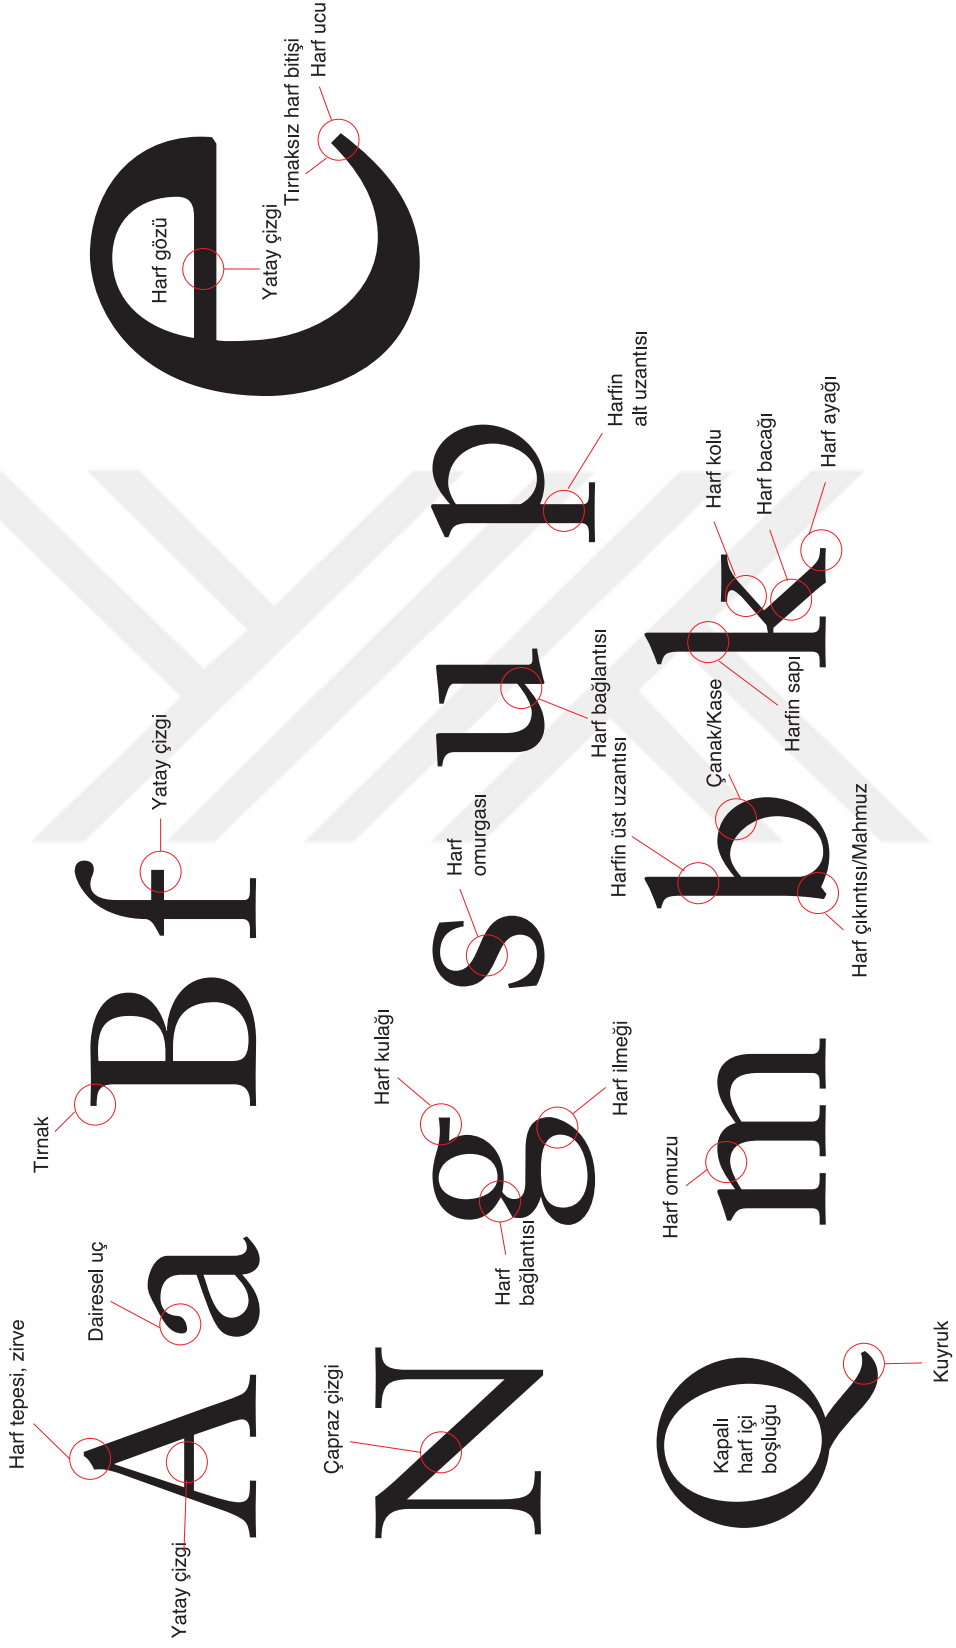 Harf tepesi, zirve
Tırnak
Dairesel uç
Yatay çizgi
Harf gözü
Yatay çizgi
Yatay çizgi
Tırnaksız harf bitişi
Harf ucu
A a B f e
Çapraz çizgi
Harf kulağı
Harf
omurgası
Harf
bağlantısı
Harf ilmeği
Harf bağlantısı
Harfin
alt uzantısı
N g s u p
Harf omuzu
Harfin üst uzantısı
Çanak/Kase
Harf kolu
Harf bacağı
Harf ayağı
Harfin sapı
Kapalı
harf içi
boşluğu
Harf çıkıntısı/Mahmuz
Kuyruk
Q m b k